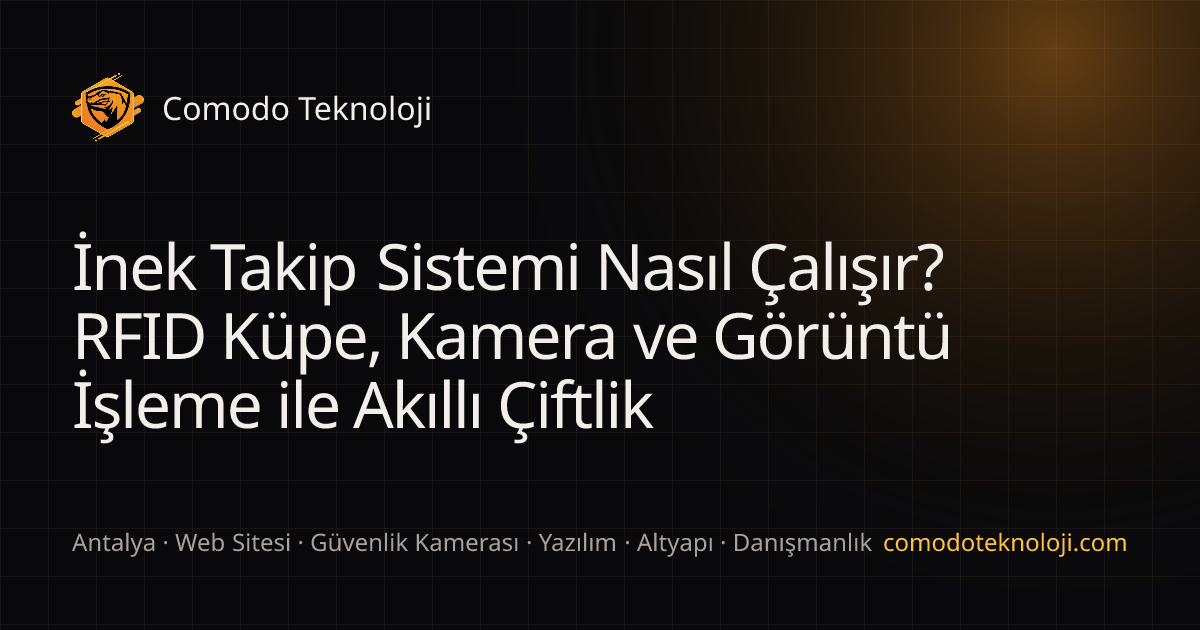 Comodo Teknoloji
İnek Takip Sistemi Nasıl Çalışır?
RFID Küpe, Kamera ve Görüntü
İşleme ile Akıllı Çiftlik
Antalya · Web Sitesi · Güvenlik Kamerası · Yazılım · Altyapı · Danışmanlık comodoteknoloji.com